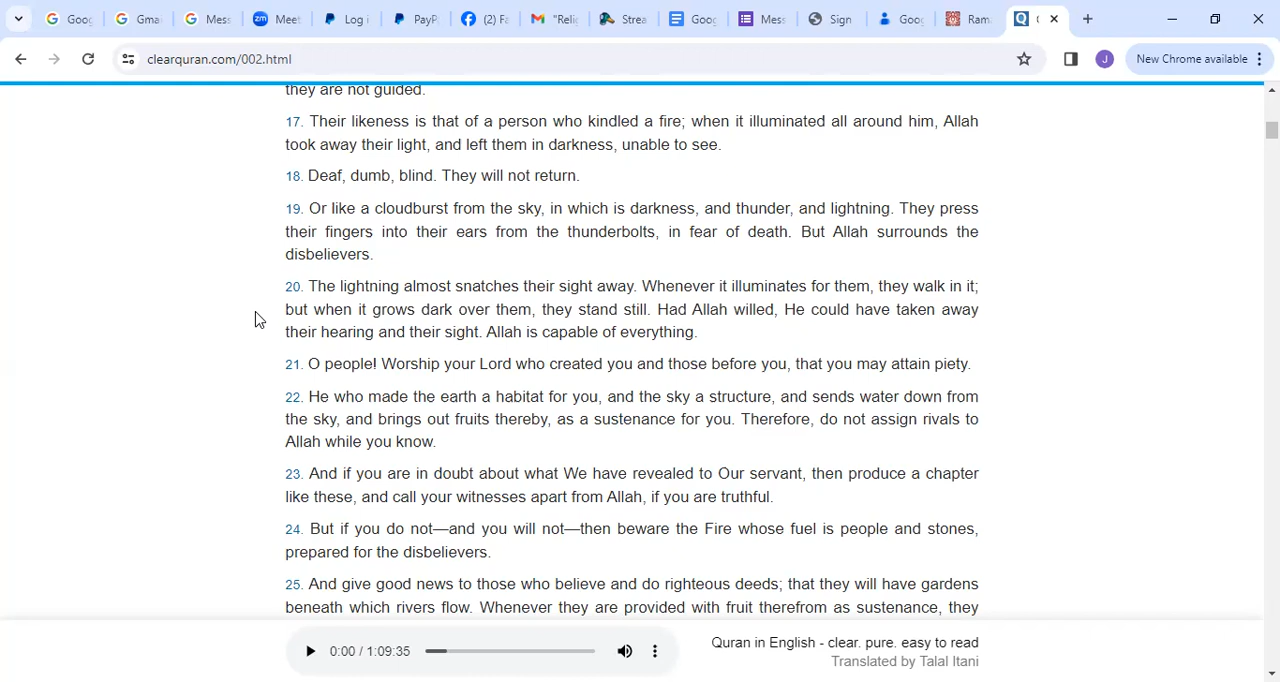 Goog
Gma
Mess
Meet
Log i
PayP
(2) Fa
"Relig
Strea
Goog
Mess
Sign
Goog
Ram
clearquran.com/002.html
J
New Chrome available
they are not guided.
17. Their likeness is that of a person who kindled a fire; when it illuminated all around him, Allah
took away their light, and left them in darkness, unable to see.
18. Deaf, dumb, blind. They will not return.
19. Or like a cloudburst from the sky, in which is darkness, and thunder, and lightning. They press
their fingers into their ears from the thunderbolts, in fear of death. But Allah surrounds the
disbelievers.
20. The lightning almost snatches their sight away. Whenever it illuminates for them, they walk in it;
but when it grows dark over them, they stand still. Had Allah willed, He could have taken away
their hearing and their sight. Allah is capable of everything.
21. O people! Worship your Lord who created you and those before you, that you may attain piety.
22. He who made the earth a habitat for you, and the sky a structure, and sends water down from
the sky, and brings out fruits thereby, as a sustenance for you. Therefore, do not assign rivals to
Allah while you know.
23. And if you are in doubt about what We have revealed to Our servant, then produce a chapter
like these, and call your witnesses apart from Allah, if you are truthful.
24. But if you do not—and you will not—then beware the Fire whose fuel is people and stones,
prepared for the disbelievers.
25. And give good news to those who believe and do righteous deeds; that they will have gardens
beneath which rivers flow. Whenever they are provided with fruit therefrom as sustenance, they
0:00 / 1:09:35
Quran in English - clear. pure. easy to read
Translated by Talal Itani